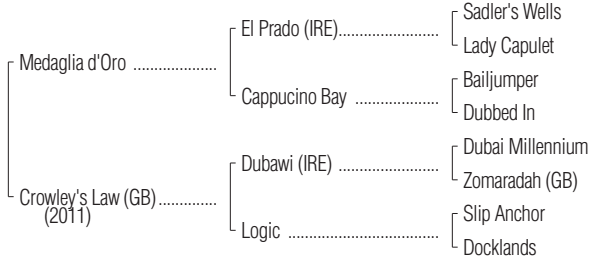 Sadler's Wells
El Prado (IRE)....................
Lady Capulet
Medaglia d'Oro ....................
Bailjumper
Cappucino Bay ....................
Dubbed In
Dubai Millennium
Dubawi (IRE) ........................
Zomaradah (GB)
Crowley's Law (GB)..............
(2011)
Slip Anchor
Logic ....................................
Docklands